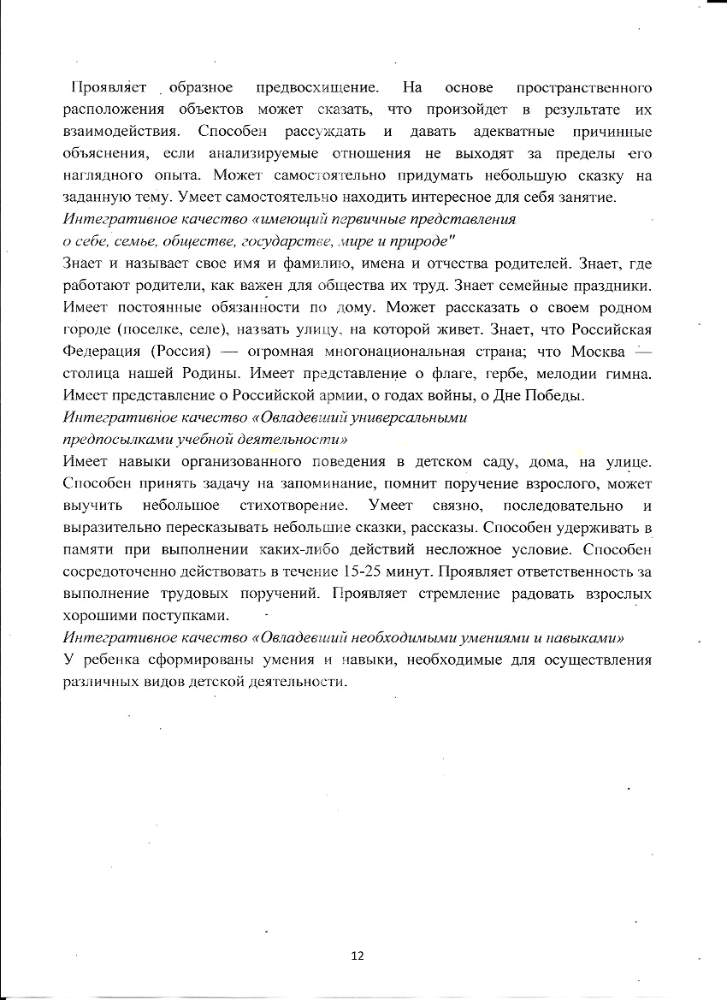 Проявляет образное предвосхищение. На основе пространственного
расположения объектов может сказать, что произойдет в результате их
взаимодействия. Способен рассуждать и давать адекватные причинные
объяснения, если анализируемые отношения не выходят за пределы его
наглядного опыта. Может самостоятельно придумать небольшую сказку на
заданную тему. Умеет самостоятельно находить интересное для себя занятие.
Интегративное качество «имеющий первичные представления
о себе, семье, обществе, государстве, мире и природе"
Знает и называет свое имя и фамилию, имена и отчества родителей. Знает, где
работают родители, как важен для общества их труд. Знает семейные праздники.
Имеет постоянные обязанности по дому. Может рассказать о своем родном
городе (поселке, селе), назвать улицу, на которой живет. Знает, что Российская
Федерация (Россия) — огромная многонациональная страна; что Москва —
столица нашей Родины. Имеет представление о флаге, гербе, мелодии гимна.
Имеет представление о Российской армии, о годах войны, о Дне Победы.
Интегративное качество «Овладевший универсальными
предпосылками учебной деятельности»
Имеет навыки организованного поведения в детском саду, дома, на улице.
Способен принять задачу на запоминание, помнит поручение взрослого, может
выучить небольшое стихотворение. Умеет связно, последовательно и
выразительно пересказывать небольшие сказки, рассказы. Способен удерживать в
памяти при выполнении каких-либо действий несложное условие. Способен
сосредоточенно действовать в течение 15-25 минут. Проявляет ответственность за
выполнение трудовых поручений. Проявляет стремление радовать взрослых
хорошими поступками.
Интегративное качество «Овладевший необходимыми умениями и навыками»
У ребенка сформированы умения и навыки, необходимые для осуществления
различных видов детской деятельности.
12